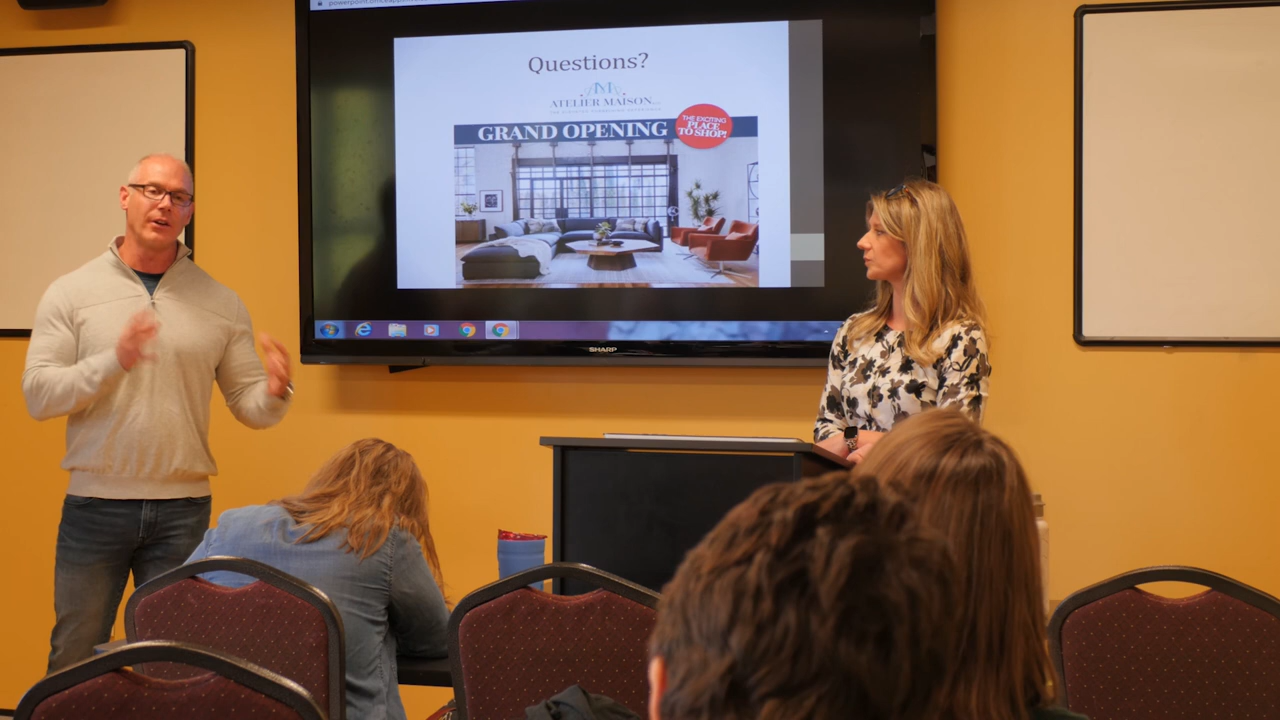 Questions?
ATELIER MAISON
GRAND OPENING
THE EXCITING
PLACE
TO SHOP!
SHARP